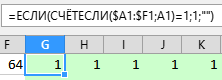 =ЕСЛИ(СЧЁТЕСЛИ($A1:$F1;A1)=1;1;"")
F G H I J K
64 1 1 1 1 1